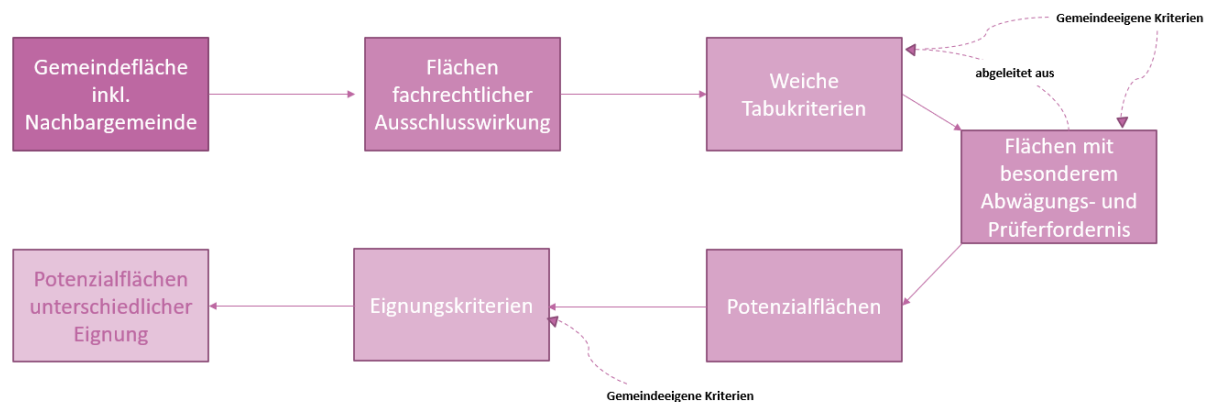 Gemeindeeigene Kriterien
Gemeindefläche
inkl.
Nachbargemeinde
Flächen
fachrechtlicher
Ausschlusswirkung
Weiche
Tabukriterien
abgeleitet aus
Flächen mit
besonderem
Abwägungs- und
Prüferfordernis
Potenzialflächen
Eignungskriterien
Potenzialflächen
unterschiedlicher
Eignung
Gemeindeeigene Kriterien